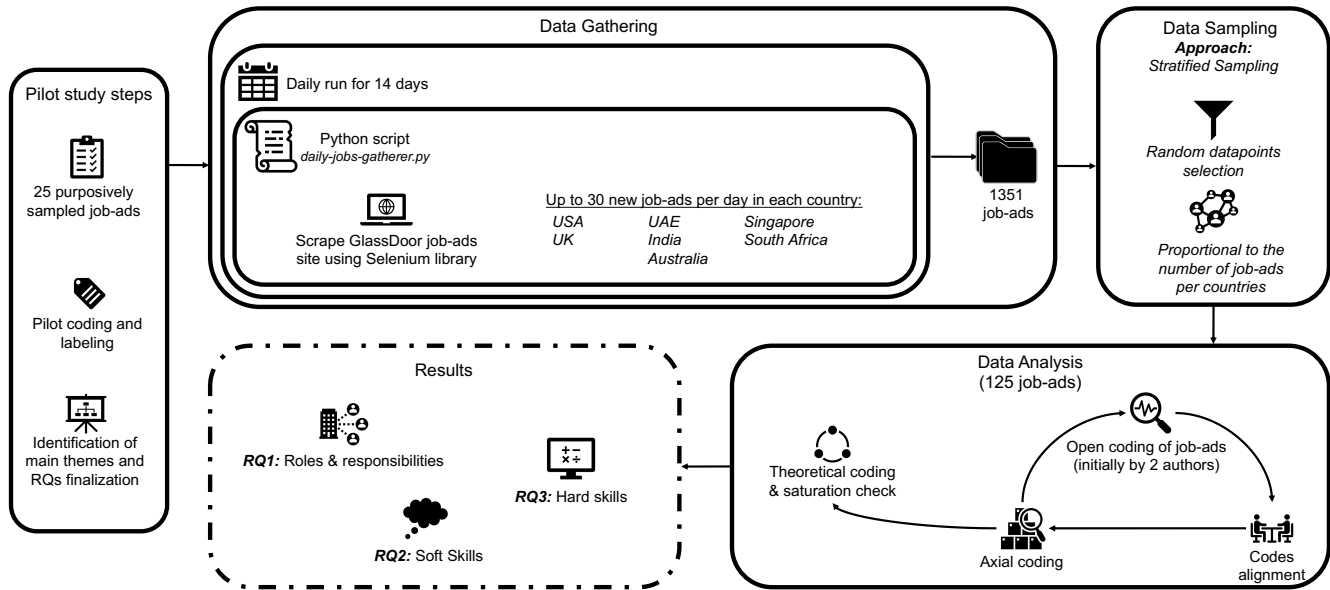 Pilot study steps
25 purposively
sampled job-ads
Pilot coding and
labeling
Identification of
main themes and
RQs finalization
Data Gathering
Daily run for 14 days
Python script
daily-jobs-gatherer.py
Scrape GlassDoor job-ads
site using Selenium library
Up to 30 new job-ads per day in each country:
USA
UK
UAE
India
Australia
Singapore
South Africa
1351
job-ads
Data Sampling
Approach:
Stratified Sampling
Random datapoints
selection
Proportional to the
number of job-ads
per countries
Data Analysis
(125 job-ads)
Open coding of job-ads
(initially by 2 authors)
Codes
alignment
Axial coding
Theoretical coding
& saturation check
Results
RQ1: Roles & responsibilities
RQ3: Hard skills
RQ2: Soft Skills